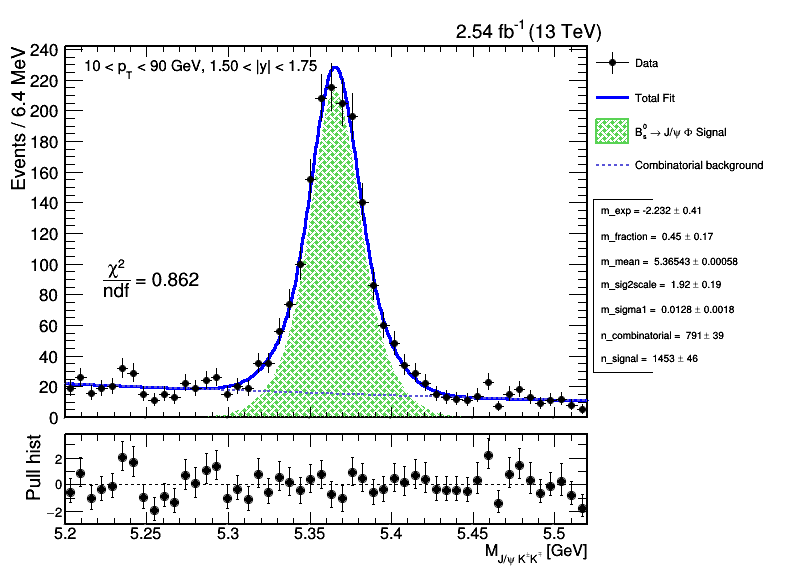 2.54 fb⁻¹ (13 TeV)
Events / 6.4 MeV
240
220
200
180
160
140
120
100
80
60
40
20
0
10 < p_T < 90 GeV, 1.50 < |y| < 1.75
χ²/ndf = 0.862
Data
Total Fit
B_s^0 → J/ψ Φ Signal
Combinatorial background
m_exp = -2.232 ± 0.41
m_fraction = 0.45 ± 0.17
m_mean = 5.36543 ± 0.00058
m_sig2scale = 1.92 ± 0.19
m_sigma1 = 0.0128 ± 0.0018
n_combinatorial = 791 ± 39
n_signal = 1453 ± 46
Pull hist
2
0
−2
5.2 5.25 5.3 5.35 5.4 5.45 5.5
M_{J/ψ K^±K^∓} [GeV]